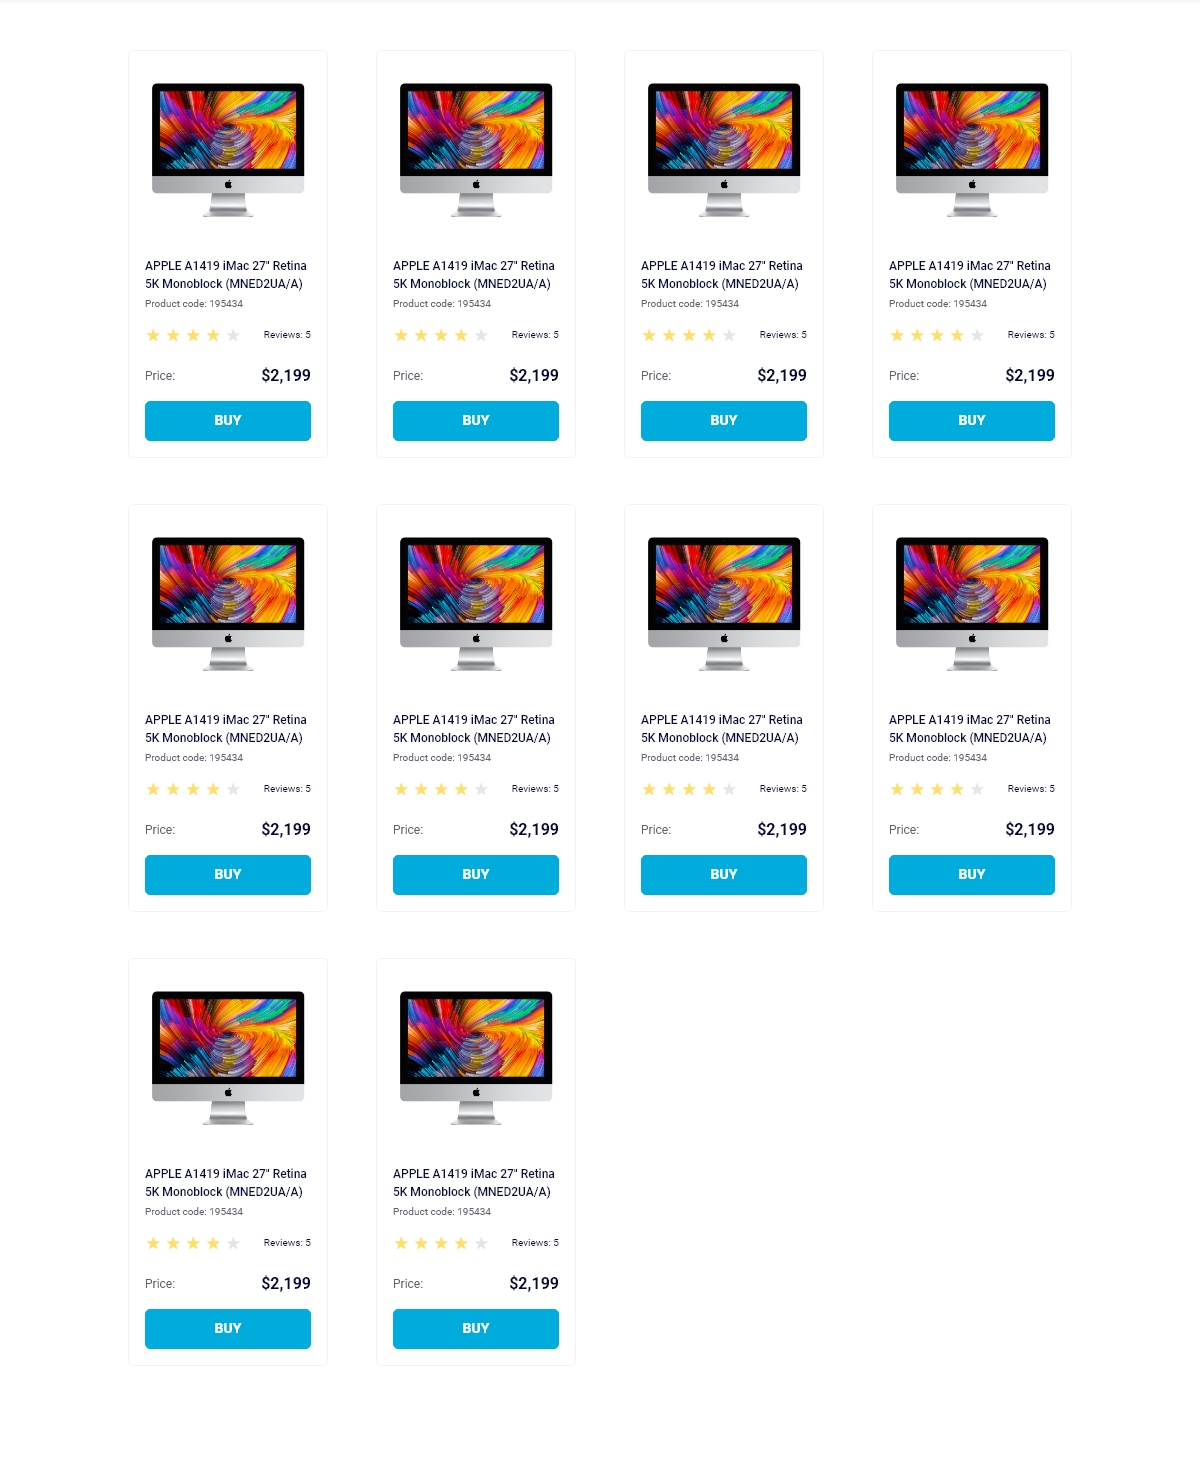 APPLE A1419 iMac 27" Retina
5K Monoblock (MNED2UA/A)
Product code: 195434
Reviews: 5
Price: $2,199
BUY
APPLE A1419 iMac 27" Retina
5K Monoblock (MNED2UA/A)
Product code: 195434
Reviews: 5
Price: $2,199
BUY
APPLE A1419 iMac 27" Retina
5K Monoblock (MNED2UA/A)
Product code: 195434
Reviews: 5
Price: $2,199
BUY
APPLE A1419 iMac 27" Retina
5K Monoblock (MNED2UA/A)
Product code: 195434
Reviews: 5
Price: $2,199
BUY
APPLE A1419 iMac 27" Retina
5K Monoblock (MNED2UA/A)
Product code: 195434
Reviews: 5
Price: $2,199
BUY
APPLE A1419 iMac 27" Retina
5K Monoblock (MNED2UA/A)
Product code: 195434
Reviews: 5
Price: $2,199
BUY
APPLE A1419 iMac 27" Retina
5K Monoblock (MNED2UA/A)
Product code: 195434
Reviews: 5
Price: $2,199
BUY
APPLE A1419 iMac 27" Retina
5K Monoblock (MNED2UA/A)
Product code: 195434
Reviews: 5
Price: $2,199
BUY
APPLE A1419 iMac 27" Retina
5K Monoblock (MNED2UA/A)
Product code: 195434
Reviews: 5
Price: $2,199
BUY
APPLE A1419 iMac 27" Retina
5K Monoblock (MNED2UA/A)
Product code: 195434
Reviews: 5
Price: $2,199
BUY